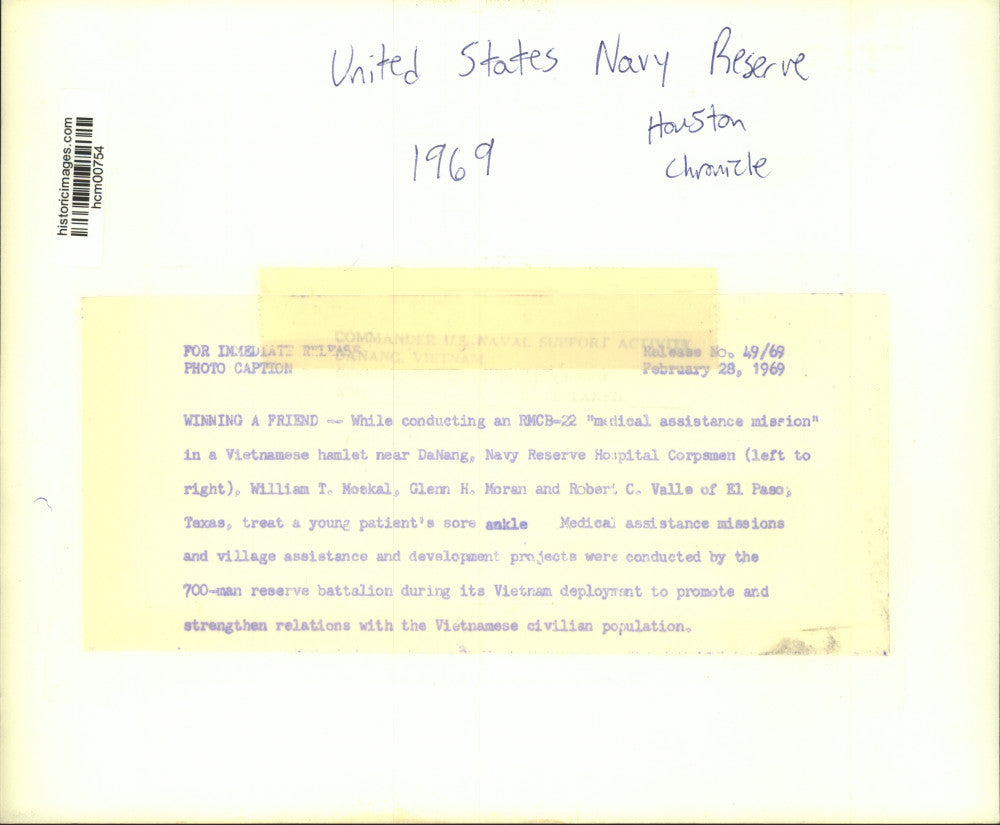 United States Navy Reserve
Houston
1969
Chronicle
historicimages.com
hcm00754
COMMANDER U.S. NAVAL SUPPORT ACTIVITY
DANANG, VIETNAM
FOR IMMEDIATE RELEASE Release No. 49/69
PHOTO CAPTION February 28, 1969
WINNING A FRIEND -- While conducting an RMCB-22 "medical assistance mission"
in a Vietnamese hamlet near DaNang, Navy Reserve Hospital Corpsmen (left to
right), William T. Moskal, Glenn H. Moran and Robert C. Valle of El Paso,
Texas, treat a young patient's sore ankle Medical assistance missions
and village assistance and development projects were conducted by the
700-man reserve battalion during its Vietnam deployment to promote and
strengthen relations with the Vietnamese civilian population.